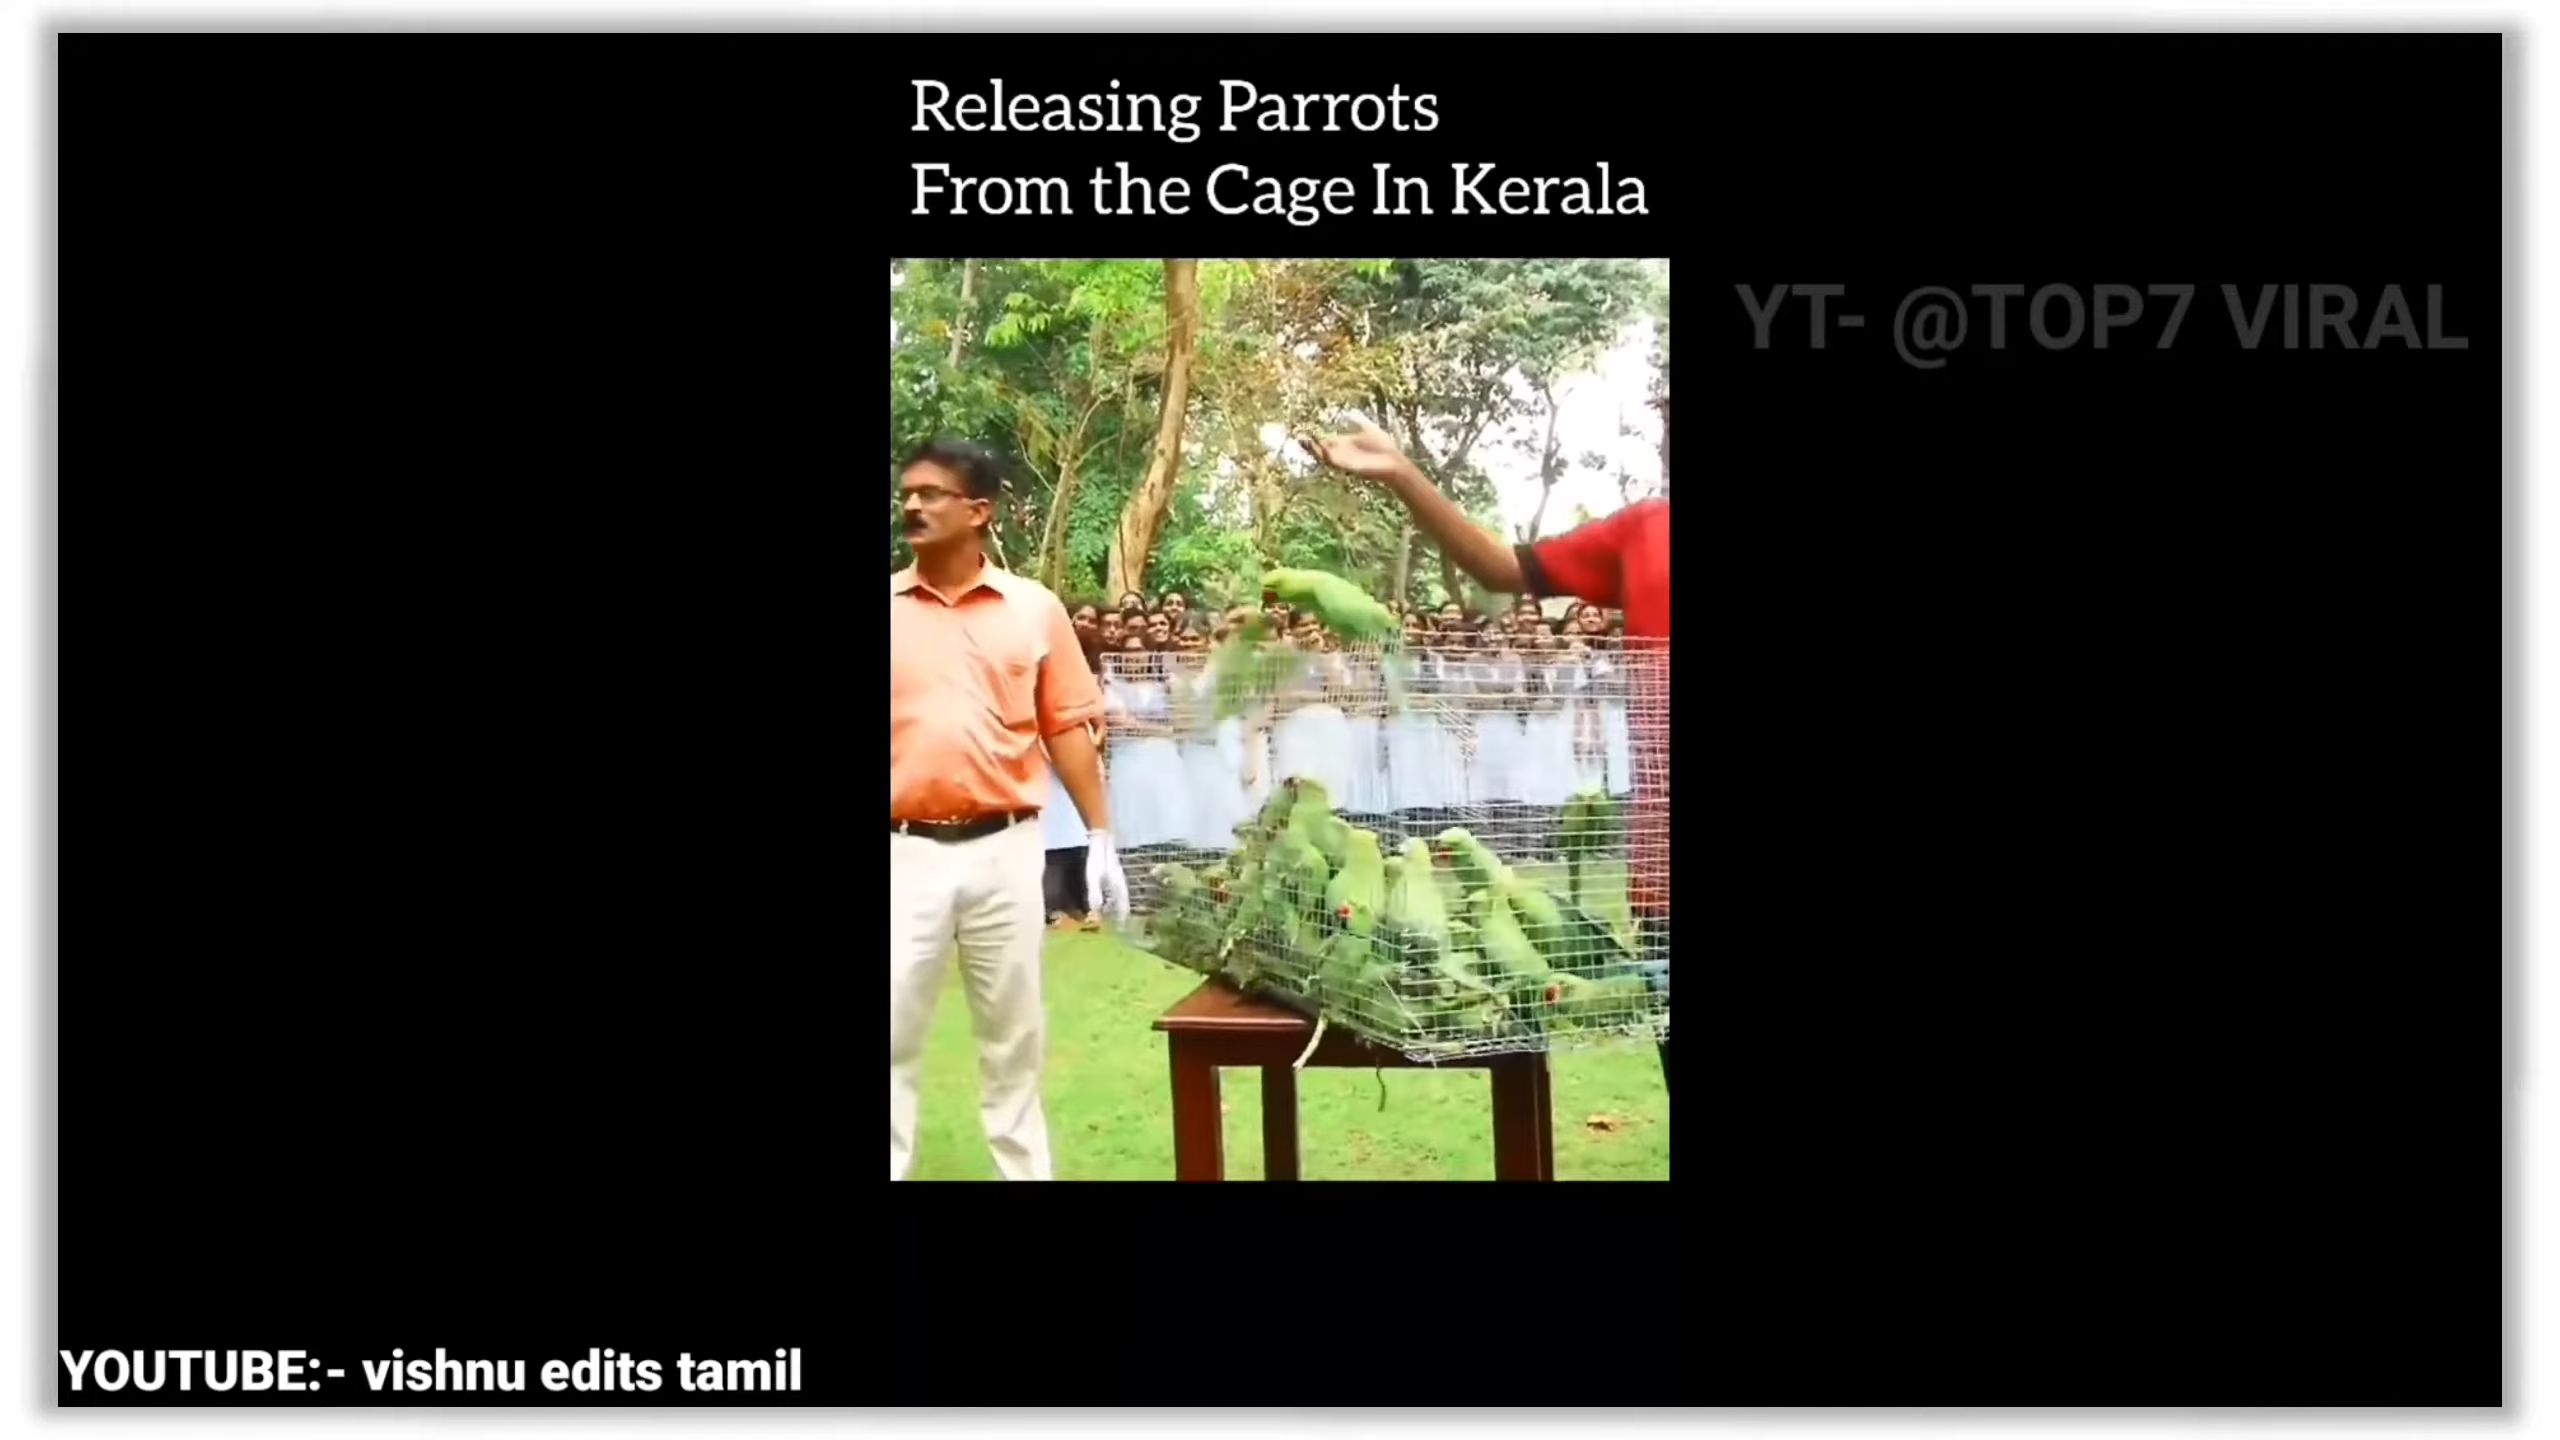 Releasing Parrots
From the Cage In Kerala
YT- @TOP7 VIRAL
YOUTUBE:- vishnu edits tamil